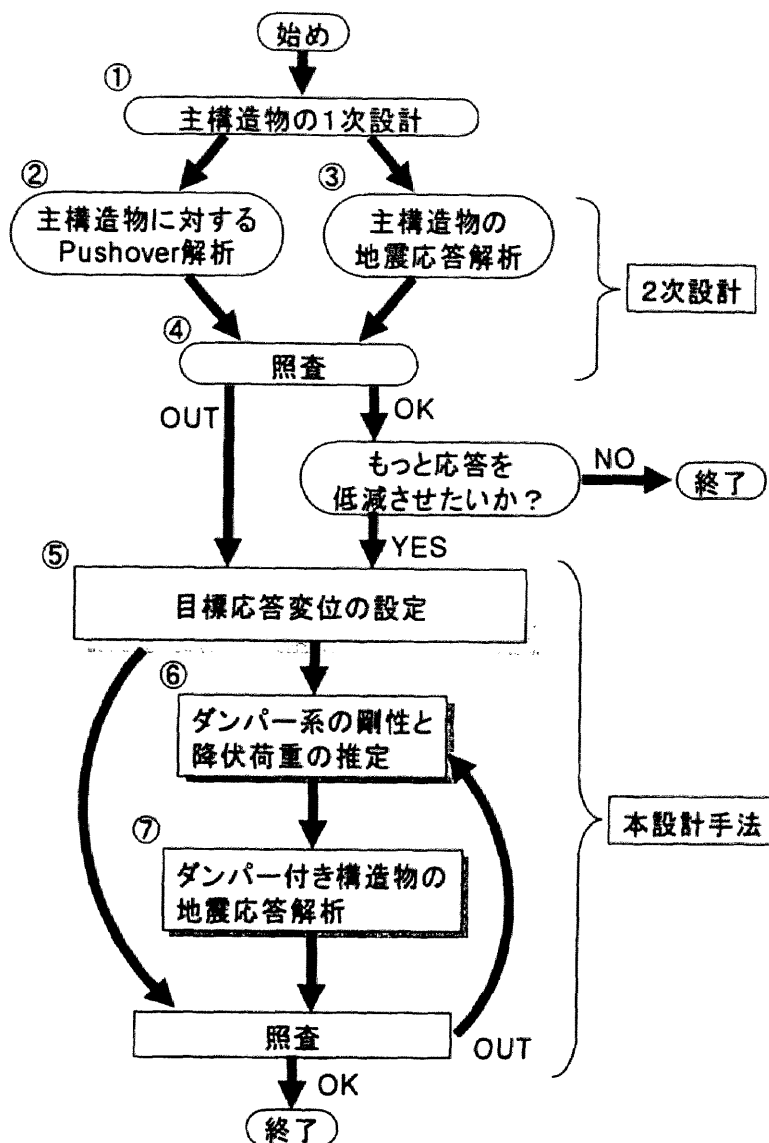 始め
①
主構造物の1次設計
②
③
主構造物に対する
Pushover解析
主構造物の
地震応答解析
2次設計
④
照査
OUT
OK
もっと応答を
低減させたいか？
NO
終了
YES
⑤
目標応答変位の設定
⑥
ダンパー系の剛性と
降伏荷重の推定
本設計手法
⑦
ダンパー付き構造物の
地震応答解析
照査
OUT
OK
終了